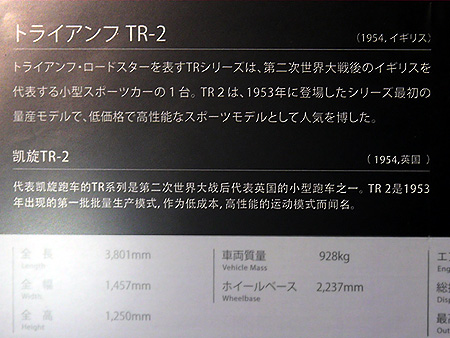 トライアンフ TR-2 (1954, イギリス)
トライアンフ・ロードスターを表すTRシリーズは、第二次世界大戦後のイギリスを
代表する小型スポーツカーの1台。TR2は、1953年に登場したシリーズ最初の
量産モデルで、低価格で高性能なスポーツモデルとして人気を博した。
凯旋TR-2 (1954,英国)
代表凯旋跑车的TR系列是第二次世界大战后代表英国的小型跑车之一。TR 2是1953
年出现的第一批批量生产模式,作为低成本,高性能的运动模式而闻名。
全 長 3,801mm 車両質量 928kg
Length Vehicle Mass
全 幅 1,457mm ホイールベース 2,237mm
Width Wheelbase
全 高 1,250mm
Height